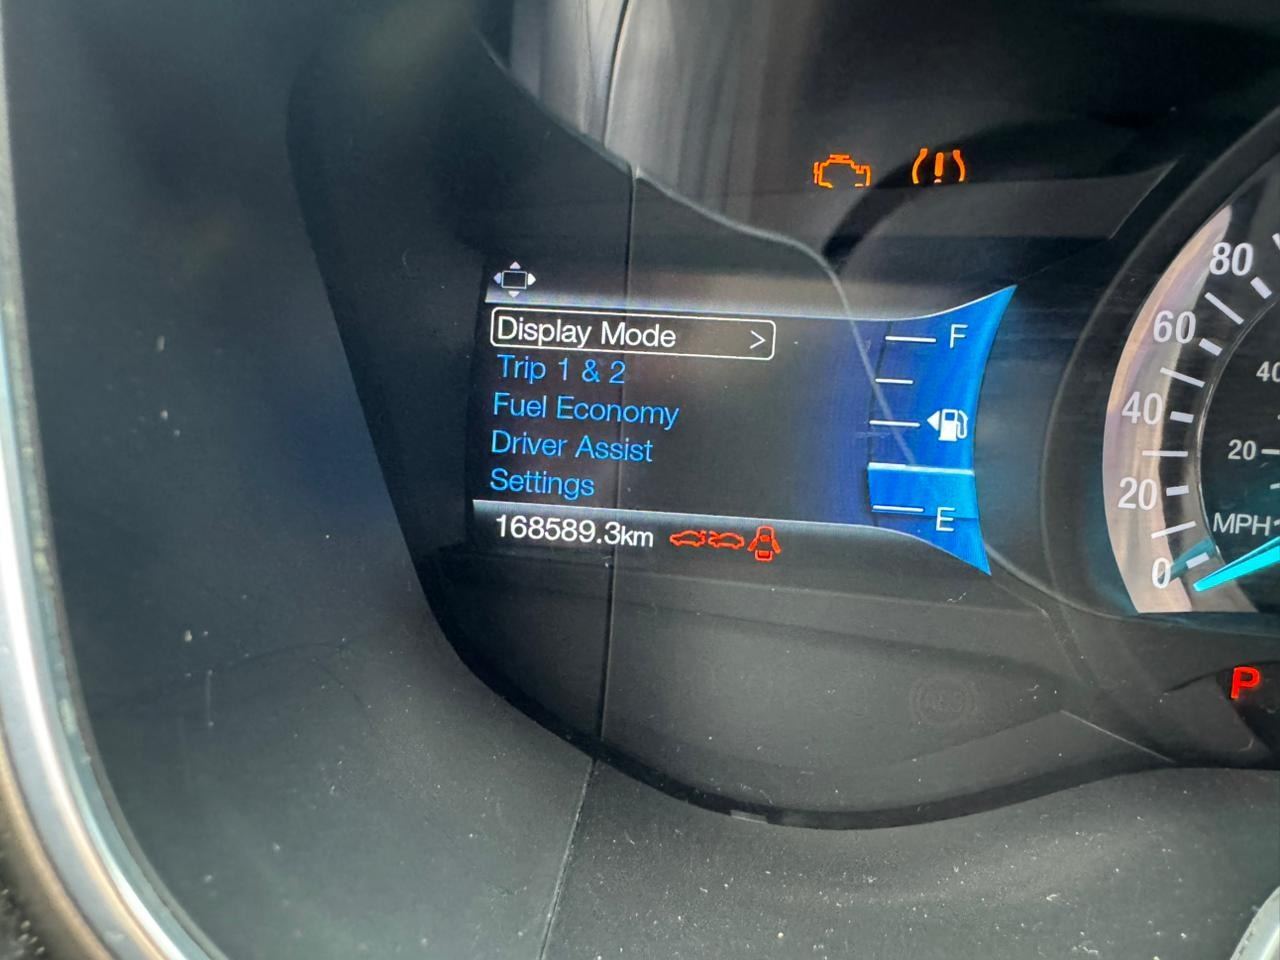 Display Mode >
Trip 1 & 2
Fuel Economy
Driver Assist
Settings
168589.3km
F
E
80
60
40
20
0
40
20
MPH
P